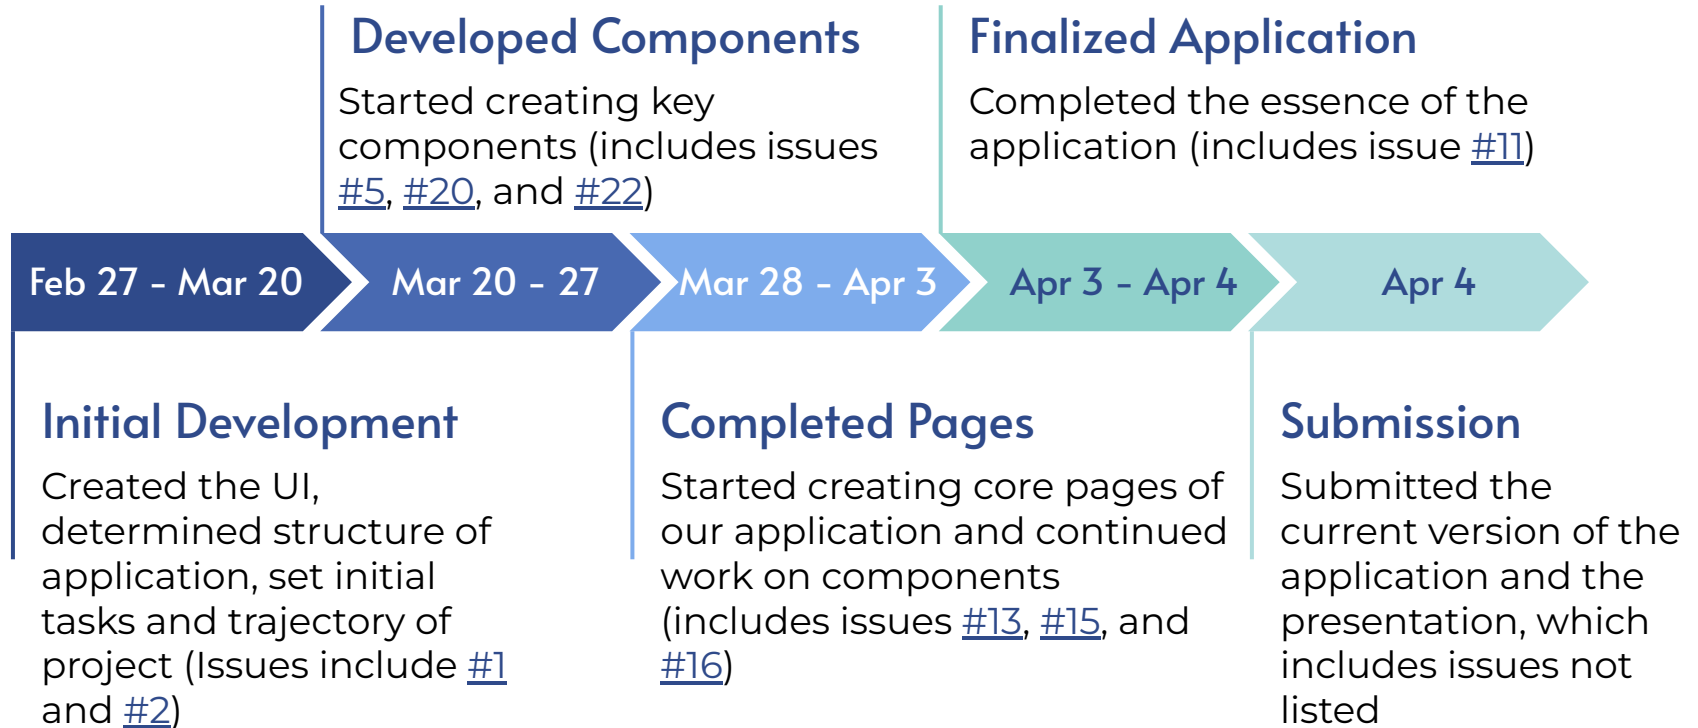 Developed Components
Started creating key
components (includes issues
#5, #20, and #22)
Finalized Application
Completed the essence of the
application (includes issue #11)
Feb 27 - Mar 20
Mar 20 - 27
Mar 28 - Apr 3
Apr 3 - Apr 4
Apr 4
Initial Development
Created the UI,
determined structure of
application, set initial
tasks and trajectory of
project (Issues include #1
and #2)
Completed Pages
Started creating core pages of
our application and continued
work on components
(includes issues #13, #15, and
#16)
Submission
Submitted the
current version of the
application and the
presentation, which
includes issues not
listed